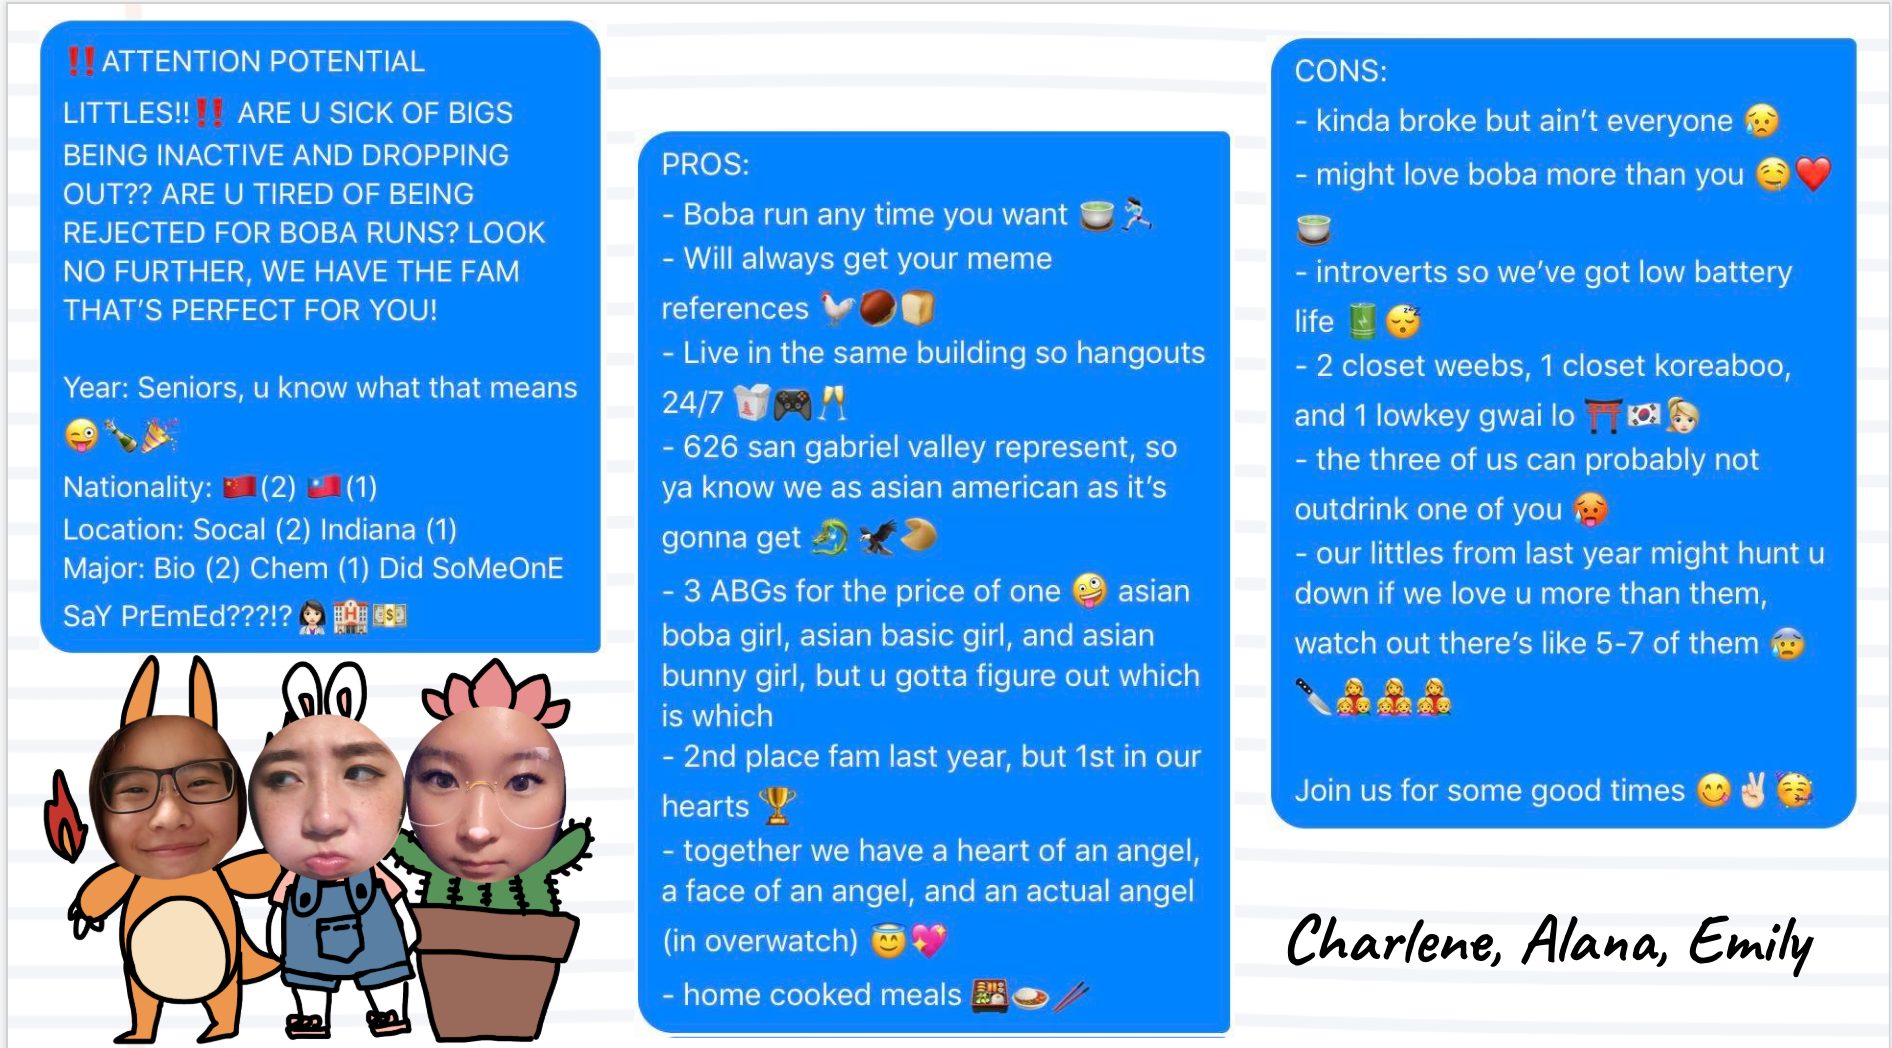 ‼️ATTENTION POTENTIAL
LITTLES!!‼️ ARE U SICK OF BIGS
BEING INACTIVE AND DROPPING
OUT?? ARE U TIRED OF BEING
REJECTED FOR BOBA RUNS? LOOK
NO FURTHER, WE HAVE THE FAM
THAT’S PERFECT FOR YOU!
Year: Seniors, u know what that means
😜🍾🎉
Nationality: 🇨🇳(2) 🇹🇼(1)
Location: Socal (2) Indiana (1)
Major: Bio (2) Chem (1) Did SoMeOnE
SaY PrEmEd???!?👩🏻‍⚕️🏩💵
PROS:
- Boba run any time you want 🍵🏃🏻‍♀️
- Will always get your meme
references 🐓🌰🍞
- Live in the same building so hangouts
24/7 🥡🎮🥂
- 626 san gabriel valley represent, so
ya know we as asian american as it’s
gonna get 🐉🦅🥠
- 3 ABGs for the price of one 🤪 asian
boba girl, asian basic girl, and asian
bunny girl, but u gotta figure out which
is which
- 2nd place fam last year, but 1st in our
hearts 🏆
- together we have a heart of an angel,
a face of an angel, and an actual angel
(in overwatch) 😇💖
- home cooked meals 🍱🍛🥢
CONS:
- kinda broke but ain’t everyone 😥
- might love boba more than you 🤤❤️
🍵
- introverts so we’ve got low battery
life 🔋😴
- 2 closet weebs, 1 closet koreaboo,
and 1 lowkey gwai lo ⛩🇰🇷👱🏼‍♀️
- the three of us can probably not
outdrink one of you 🥵
- our littles from last year might hunt u
down if we love u more than them,
watch out there’s like 5-7 of them 😰
🔪👩‍👧‍👦👩‍👧‍👧👩‍👧‍👦
Join us for some good times 😋✌🏻🥳
Charlene, Alana, Emily